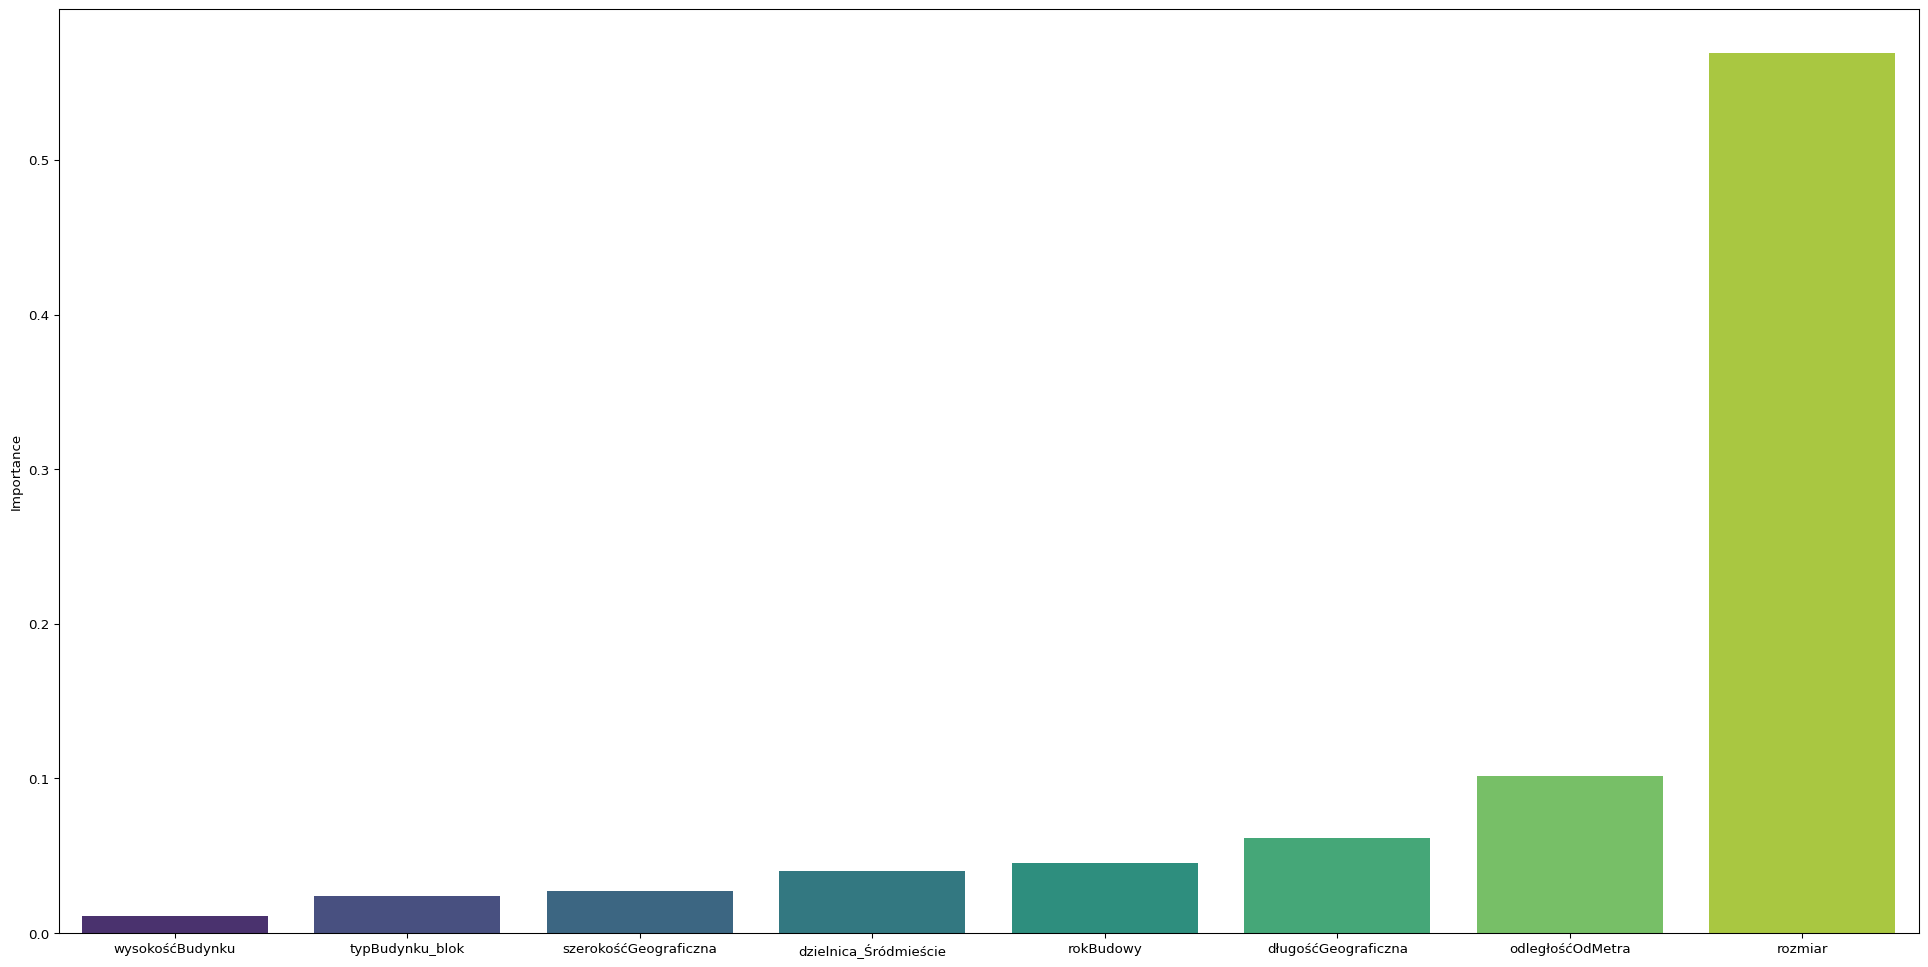 Importance
0.5
0.4
0.3
0.2
0.1
0.0
wysokośćBudynku
typBudynku_blok
szerokośćGeograficzna
dzielnica_Śródmieście
rokBudowy
długośćGeograficzna
odległośćOdMetra
rozmiar